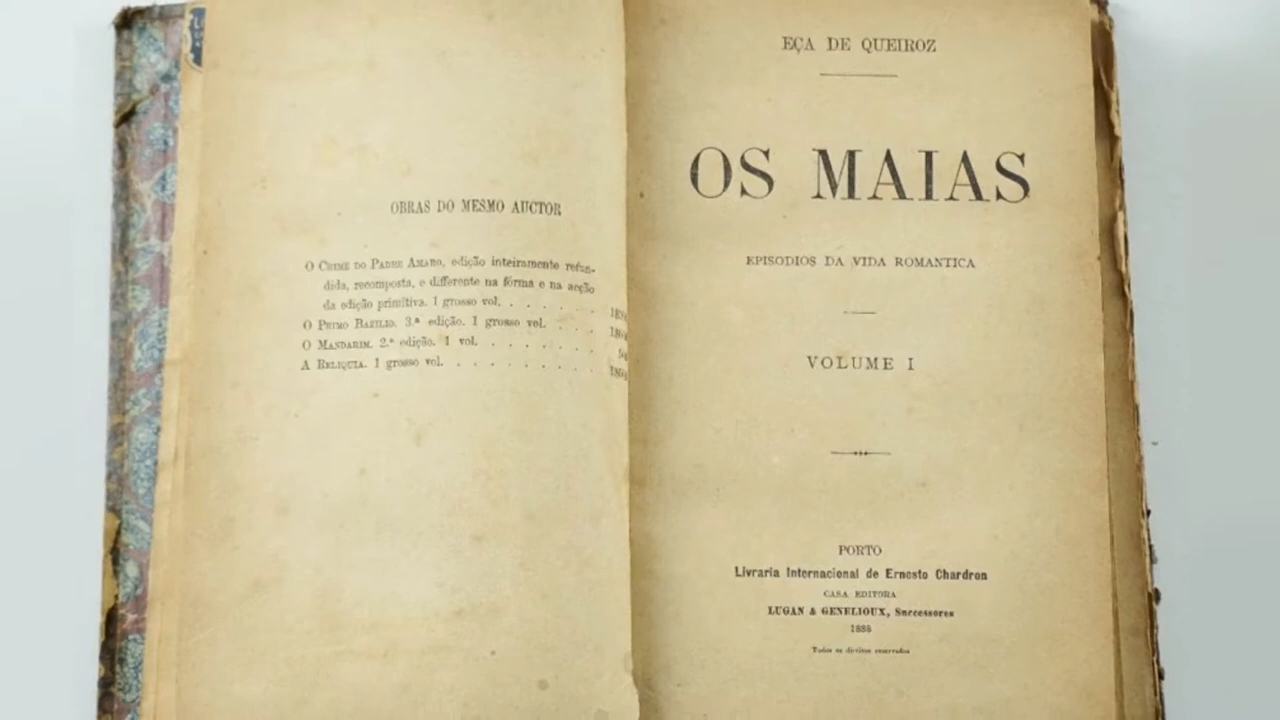 OBRAS DO MESMO AUCTOR
O CRIME DO PADRE AMARO, edição inteiramente refun-
dida, recomposta, e differente na fórma e na acção
da edição primitiva. 1 grosso vol. . . . . . .
O PRIMO BAZILIO. 3.ª edição. 1 grosso vol. . . . .
O MANDARIM. 2.ª edição. 1 vol. . . . . . . .
A RELIQUIA. 1 grosso vol. . . . . . . . . . .
EÇA DE QUEIROZ
OS MAIAS
EPISODIOS DA VIDA ROMANTICA
VOLUME I
PORTO
Livraria Internacional de Ernesto Chardron
CASA EDITORA
LUGAN & GENELIOUX, Successores
1888
Todos os direitos reservados